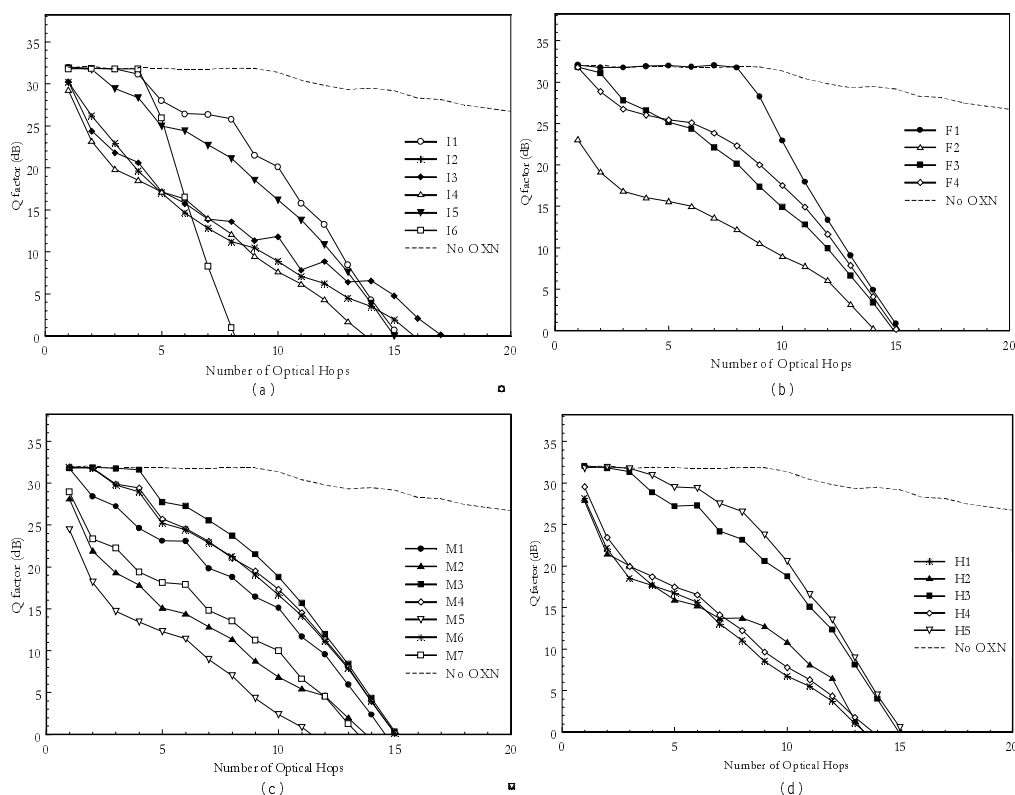 35
30
25
20
15
10
5
0
Q factor (dB)
I1
I2
I3
I4
I5
I6
No OXN
0 5 10 15 20
Number of Optical Hops
(a)
35
30
25
20
15
10
5
0
Q factor (dB)
F1
F2
F3
F4
No OXN
0 5 10 15 20
Number of Optical Hops
(b)
35
30
25
20
15
10
5
0
Q factor (dB)
M1
M2
M3
M4
M5
M6
M7
No OXN
0 5 10 15 20
Number of Optical Hops
(c)
35
30
25
20
15
10
5
0
Q factor (dB)
H1
H2
H3
H4
H5
No OXN
0 5 10 15 20
Number of Optical Hops
(d)